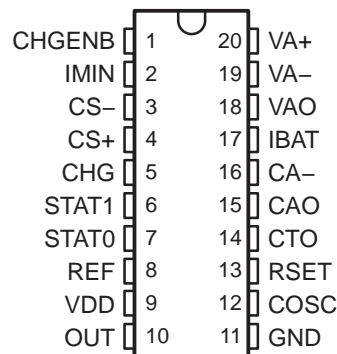 CHGENB 1 20 VA+
IMIN 2 19 VA−
CS− 3 18 VAO
CS+ 4 17 IBAT
CHG 5 16 CA−
STAT1 6 15 CAO
STAT0 7 14 CTO
REF 8 13 RSET
VDD 9 12 COSC
OUT 10 11 GND